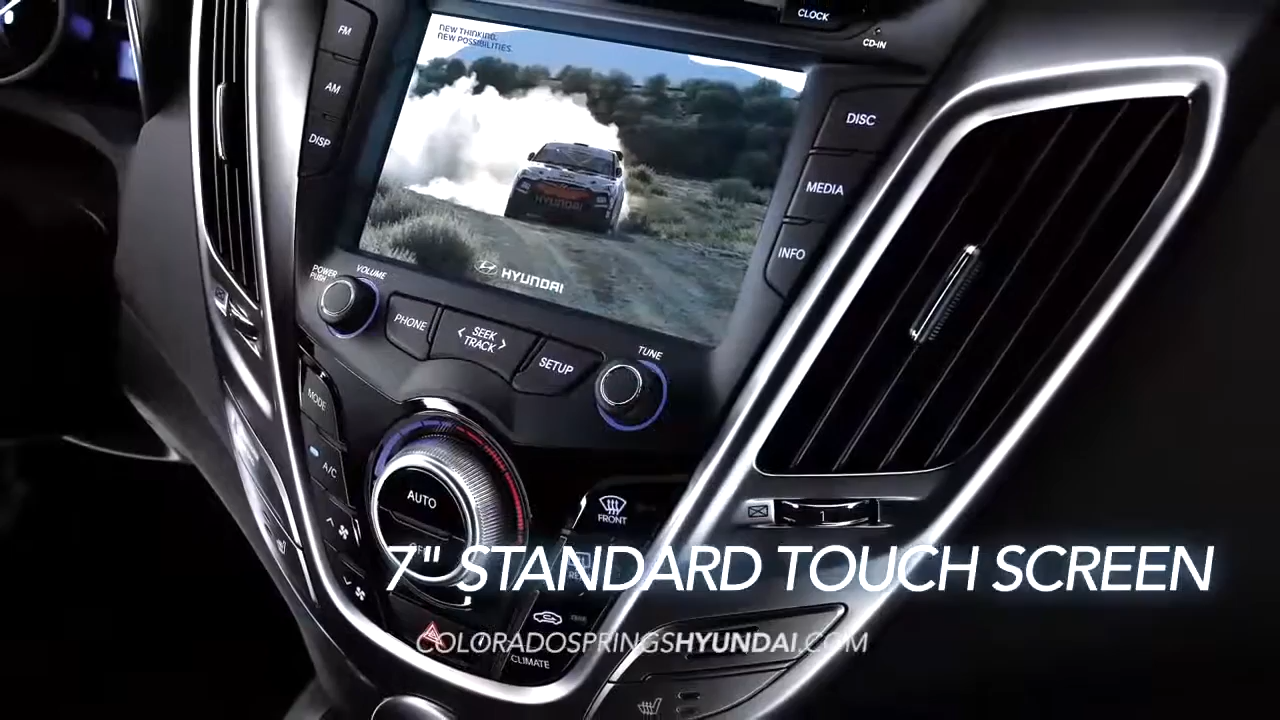 CLOCK
CD-IN
FM
AM
DISP
NEW THINKING.
NEW POSSIBILITIES.
HYUNDAI
HYUNDAI
DISC
MEDIA
INFO
POWER
PUSH
VOLUME
PHONE
SEEK
TRACK
SETUP
TUNE
MODE
A/C
AUTO
FRONT
1
7" STANDARD TOUCH SCREEN
COLORADOSPRINGSHYUNDAI.COM
CLIMATE